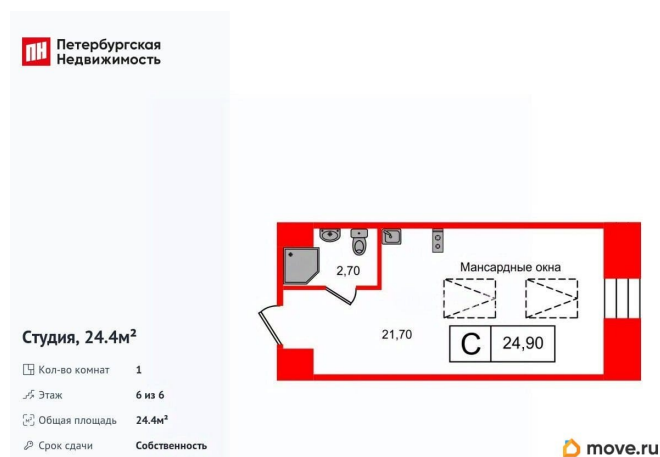 ПН Петербургская
Недвижимость
2,70
Мансардные окна
21,70
С 24,90
Студия, 24.4м²
Кол-во комнат 1
Этаж 6 из 6
Общая площадь 24.4м²
Срок сдачи Собственность
move.ru